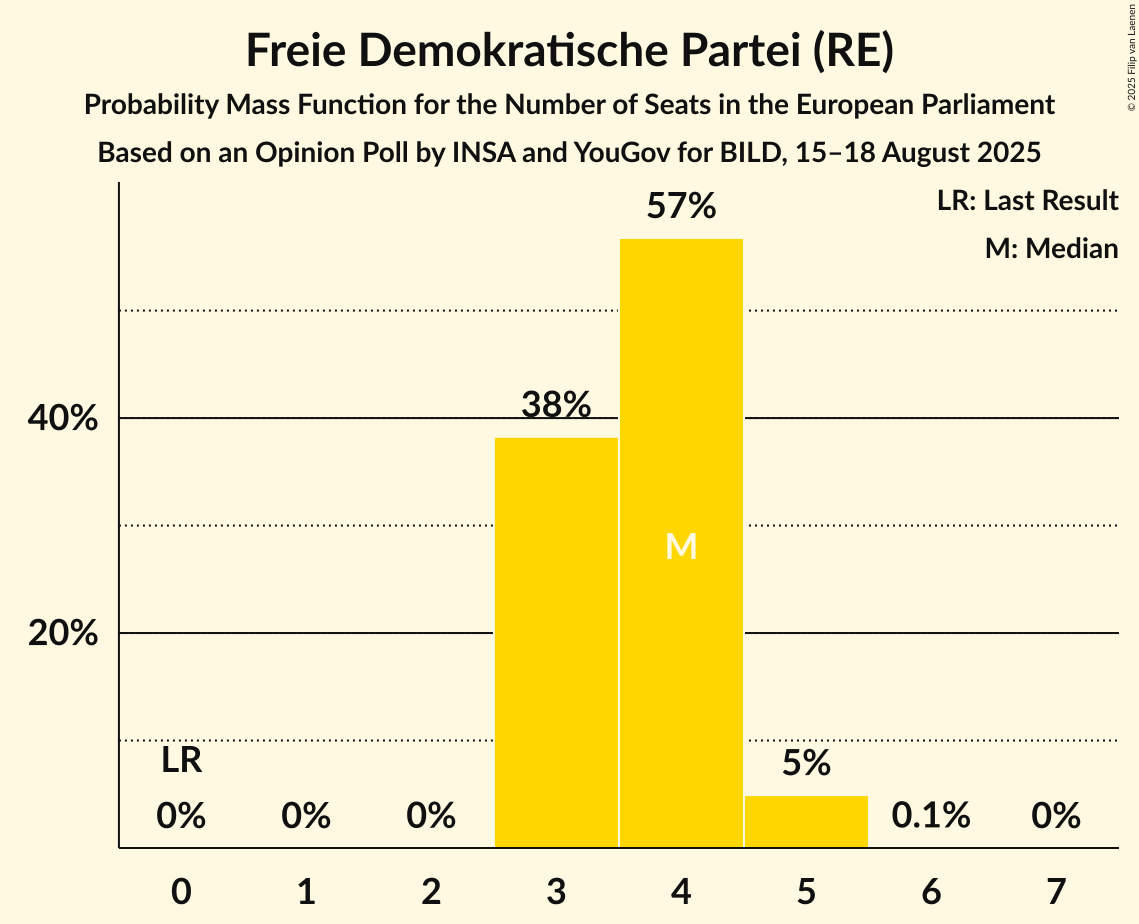 Freie Demokratische Partei (RE)
Probability Mass Function for the Number of Seats in the European Parliament
Based on an Opinion Poll by INSA and YouGov for BILD, 15–18 August 2025
© 2025 Filip van Laenen
LR: Last Result
M: Median
57%
38%
40%
M
20%
LR
5%
0%
0%
0%
0.1%
0%
0
1
2
3
4
5
6
7